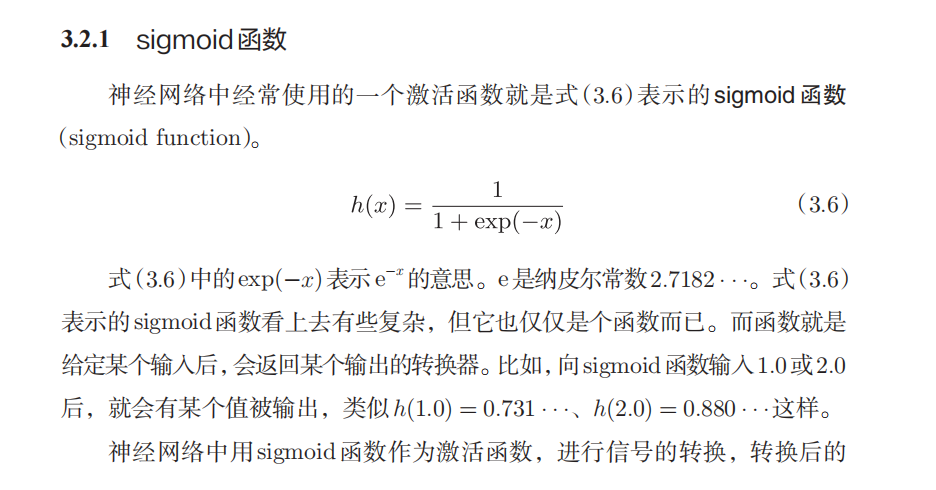 3.2.1 sigmoid函数
神经网络中经常使用的一个激活函数就是式(3.6)表示的sigmoid 函数
(sigmoid function)。
h(x) = 1 / (1 + exp(−x)) (3.6)
式(3.6)中的exp(−x)表示e⁻ˣ的意思。e是纳皮尔常数2.7182 ···。式(3.6)
表示的sigmoid函数看上去有些复杂，但它也仅仅是个函数而已。而函数就是
给定某个输入后，会返回某个输出的转换器。比如，向sigmoid函数输入1.0或2.0
后，就会有某个值被输出，类似h(1.0) = 0.731 ···、h(2.0) = 0.880 ···这样。
神经网络中用sigmoid函数作为激活函数，进行信号的转换，转换后的